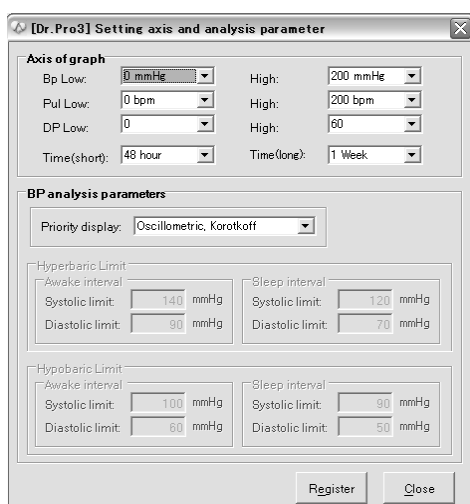 [Dr.Pro3] Setting axis and analysis parameter
Axis of graph
Bp Low: 0 mmHg High: 200 mmHg
Pul Low: 0 bpm High: 200 bpm
DP Low: 0 High: 60
Time(short): 48 hour Time(long): 1 Week
BP analysis parameters
Priority display: Oscillometric, Korotkoff
Hyperbaric Limit
Awake interval Sleep interval
Systolic limit: 140 mmHg Systolic limit: 120 mmHg
Diastolic limit: 90 mmHg Diastolic limit: 70 mmHg
Hypobaric Limit
Awake interval Sleep interval
Systolic limit: 100 mmHg Systolic limit: 90 mmHg
Diastolic limit: 60 mmHg Diastolic limit: 50 mmHg
Register Close